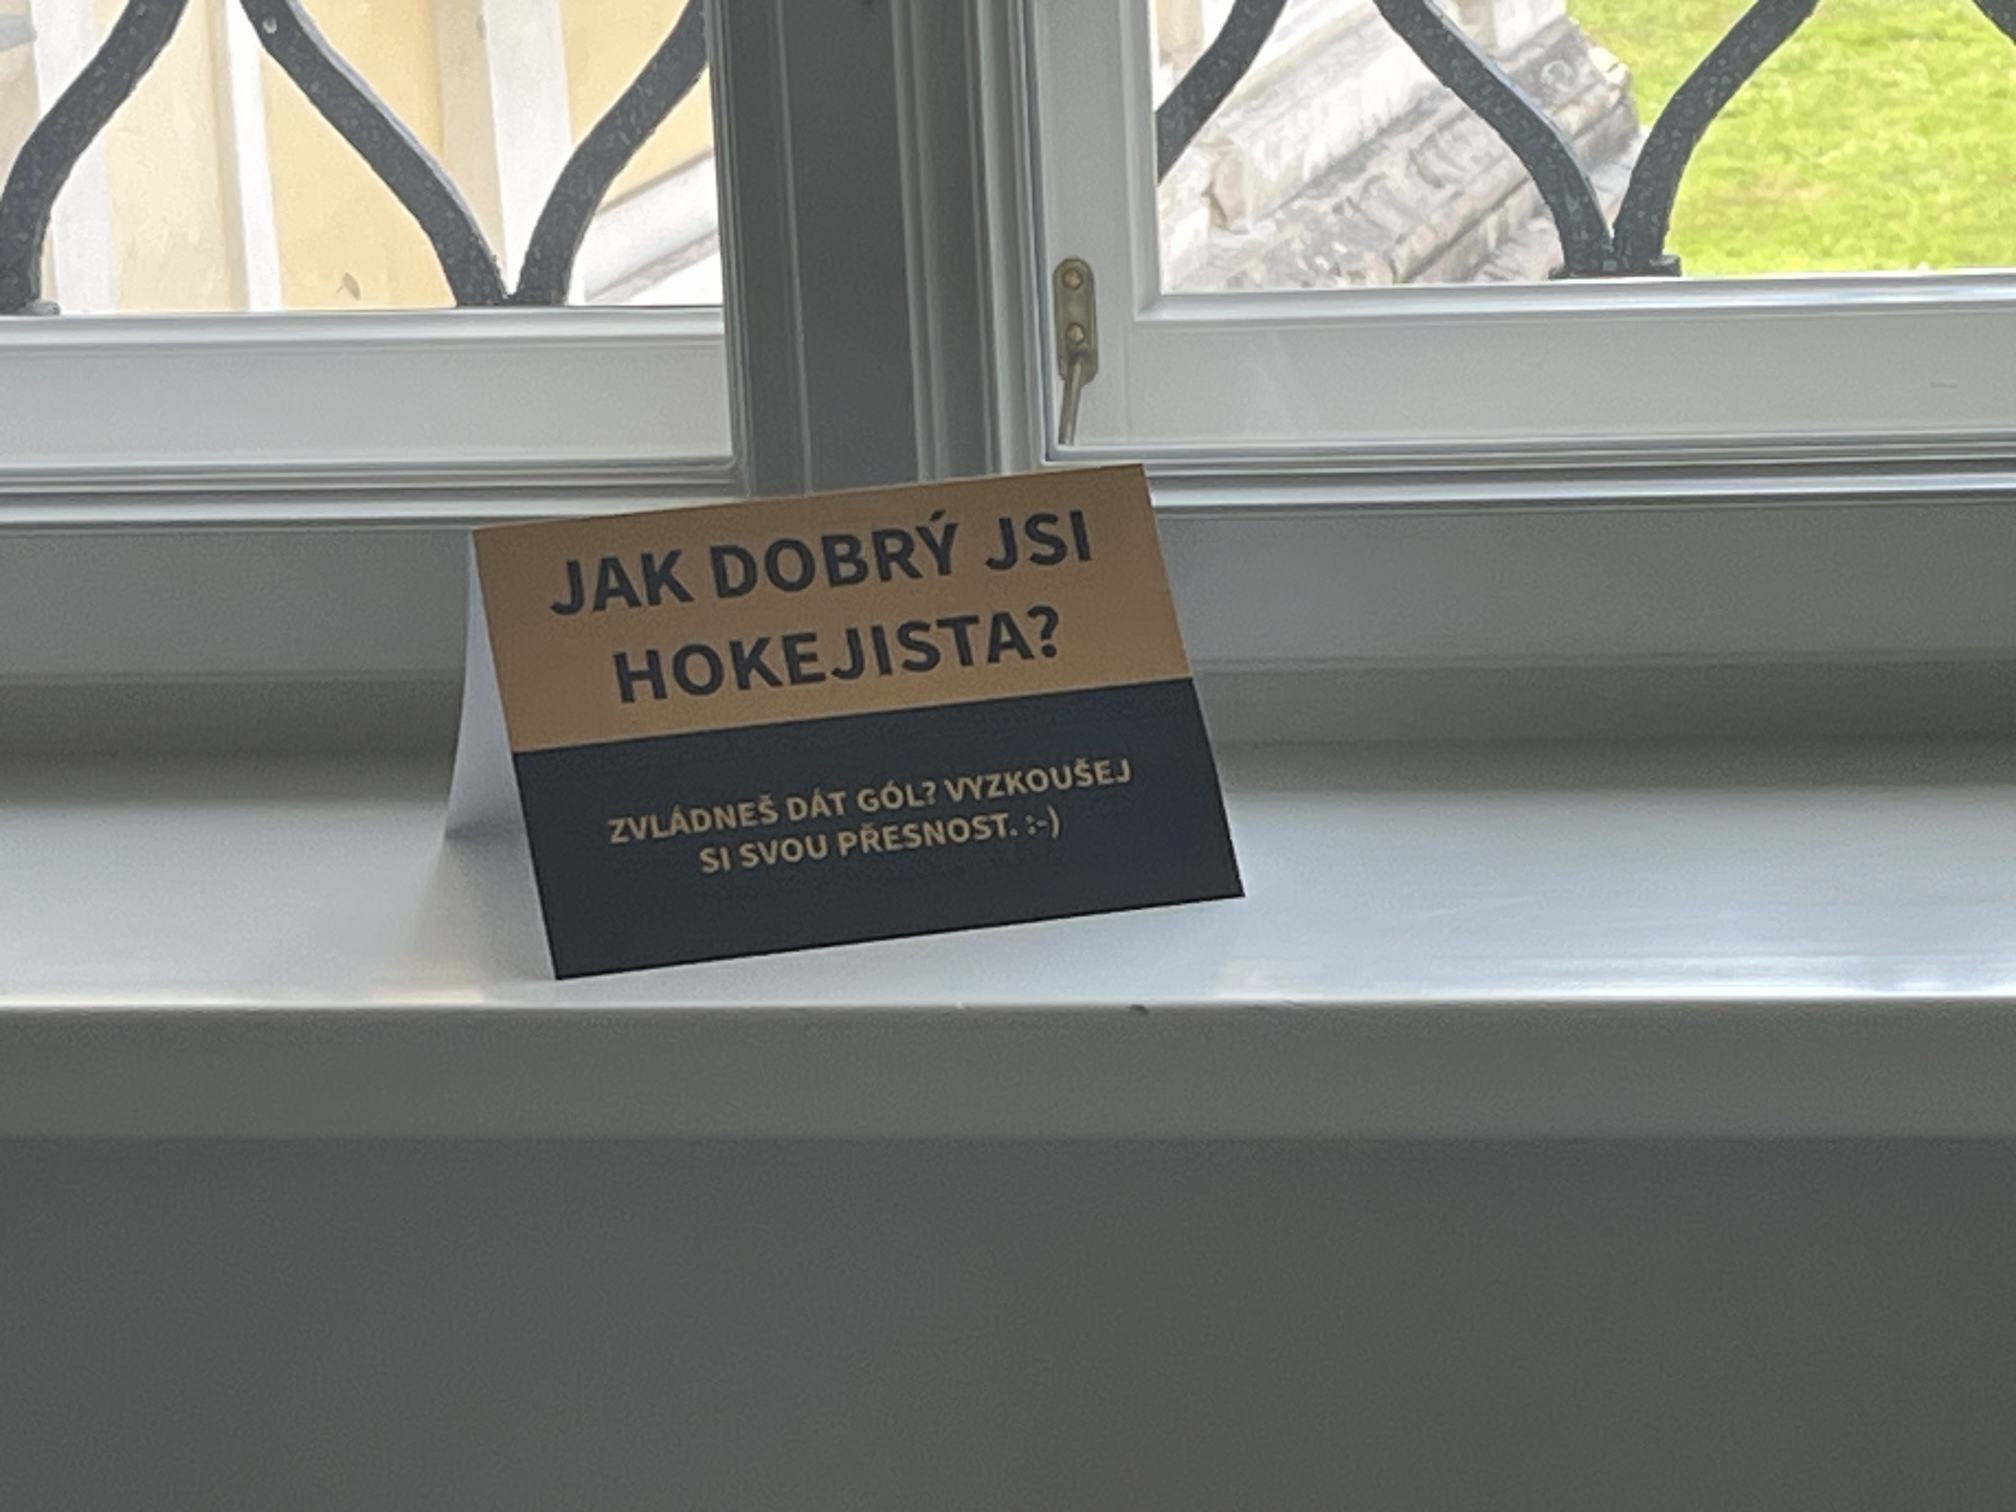 JAK DOBRÝ JSI
HOKEJISTA?
ZVLÁDNEŠ DÁT GÓL? VYZKOUŠEJ
SI SVOU PŘESNOST. :-)